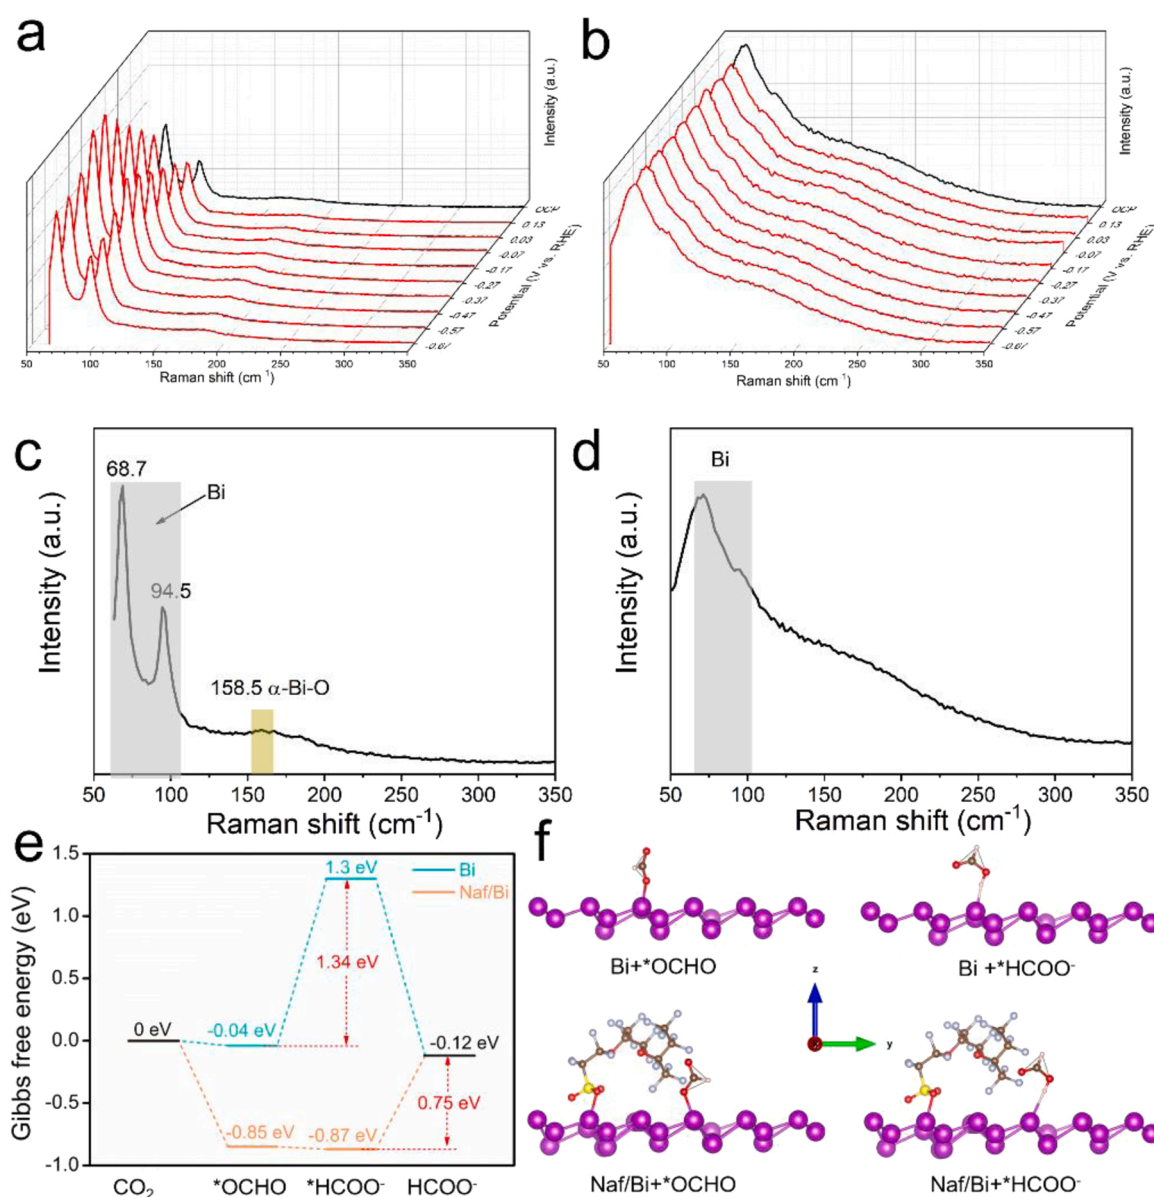 a
b
Intensity (a.u.)
Intensity (a.u.)
OCP
0.13
0.03
-0.07
-0.17
-0.27
-0.37
-0.47
-0.57
-0.67
Potential (V vs. RHE)
50 100 150 200 250 300 350
Raman shift (cm⁻¹)
OCP
0.13
0.03
-0.07
-0.17
-0.27
-0.37
-0.47
-0.57
-0.67
Potential (V vs. RHE)
50 100 150 200 250 300 350
Raman shift (cm⁻¹)
c
68.7
Bi
94.5
158.5 α-Bi-O
Intensity (a.u.)
50 100 150 200 250 300 350
Raman shift (cm⁻¹)
d
Bi
Intensity (a.u.)
50 100 150 200 250 300 350
Raman shift (cm⁻¹)
e
Gibbs free energy (eV)
1.5
1.0
0.5
0.0
-0.5
-1.0
1.3 eV
Bi
Naf/Bi
1.34 eV
0 eV
-0.04 eV
-0.12 eV
0.75 eV
-0.85 eV
-0.87 eV
CO₂ *OCHO *HCOO⁻ HCOO⁻
f
Bi+*OCHO
Bi +*HCOO⁻
z
y
Naf/Bi+*OCHO
Naf/Bi+*HCOO⁻